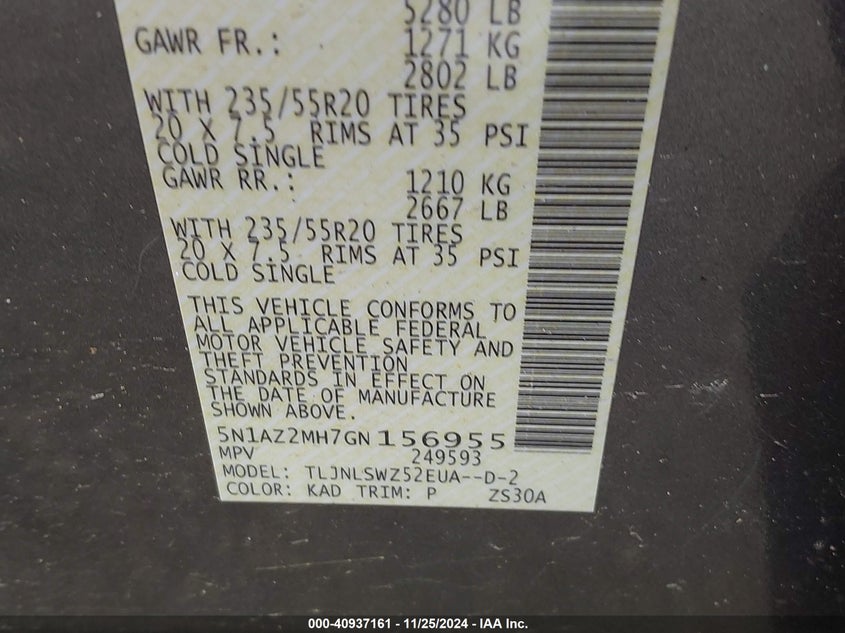 5280 LB
GAWR FR.: 1271 KG
2802 LB
WITH 235/55R20 TIRES
20 X 7.5 RIMS AT 35 PSI
COLD SINGLE
GAWR RR.: 1210 KG
2667 LB
WITH 235/55R20 TIRES
20 X 7.5 RIMS AT 35 PSI
COLD SINGLE
THIS VEHICLE CONFORMS TO
ALL APPLICABLE FEDERAL
MOTOR VEHICLE SAFETY AND
THEFT PREVENTION
STANDARDS IN EFFECT ON
THE DATE OF MANUFACTURE
SHOWN ABOVE.
5N1AZ2MH7GN156955
MPV 249593
MODEL: TLJNLSWZ52EUA--D-2
COLOR: KAD TRIM: P ZS30A
000-40937161 - 11/25/2024 - IAA Inc.